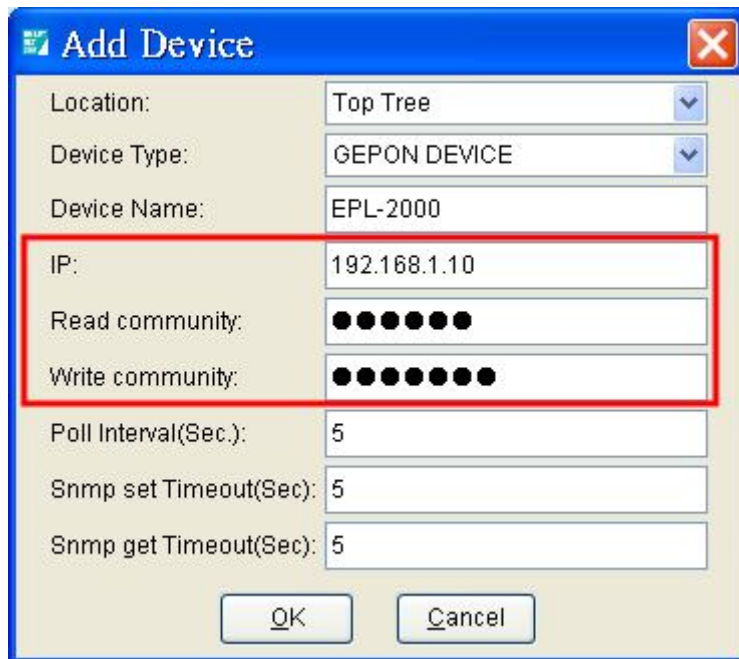 Add Device
Location: Top Tree
Device Type: GEPON DEVICE
Device Name: EPL-2000
IP: 192.168.1.10
Read community: ●●●●●●
Write community: ●●●●●●●
Poll Interval(Sec.): 5
Snmp set Timeout(Sec): 5
Snmp get Timeout(Sec): 5
OK Cancel